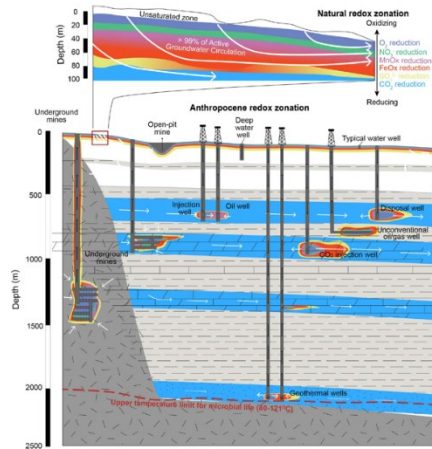 Natural redox zonation
Oxidizing
Unsaturated zone
> 99% of Active
Groundwater Circulation
O₂ reduction
NO₃⁻ reduction
MnOx reduction
FeOx reduction
SO₄²⁻ reduction
CO₂ reduction
Reducing
Depth (m)
0
20
40
60
80
100
Anthropocene redox zonation
Underground
mines
Open-pit
mine
Deep
water well
Typical water well
Injection
well
Oil well
Disposal well
Unconventional
oil/gas well
CO₂ injection well
Underground
mines
Geothermal wells
Upper temperature limit for microbial life (80-121°C)
Depth (m)
0
500
1000
1500
2000
2500